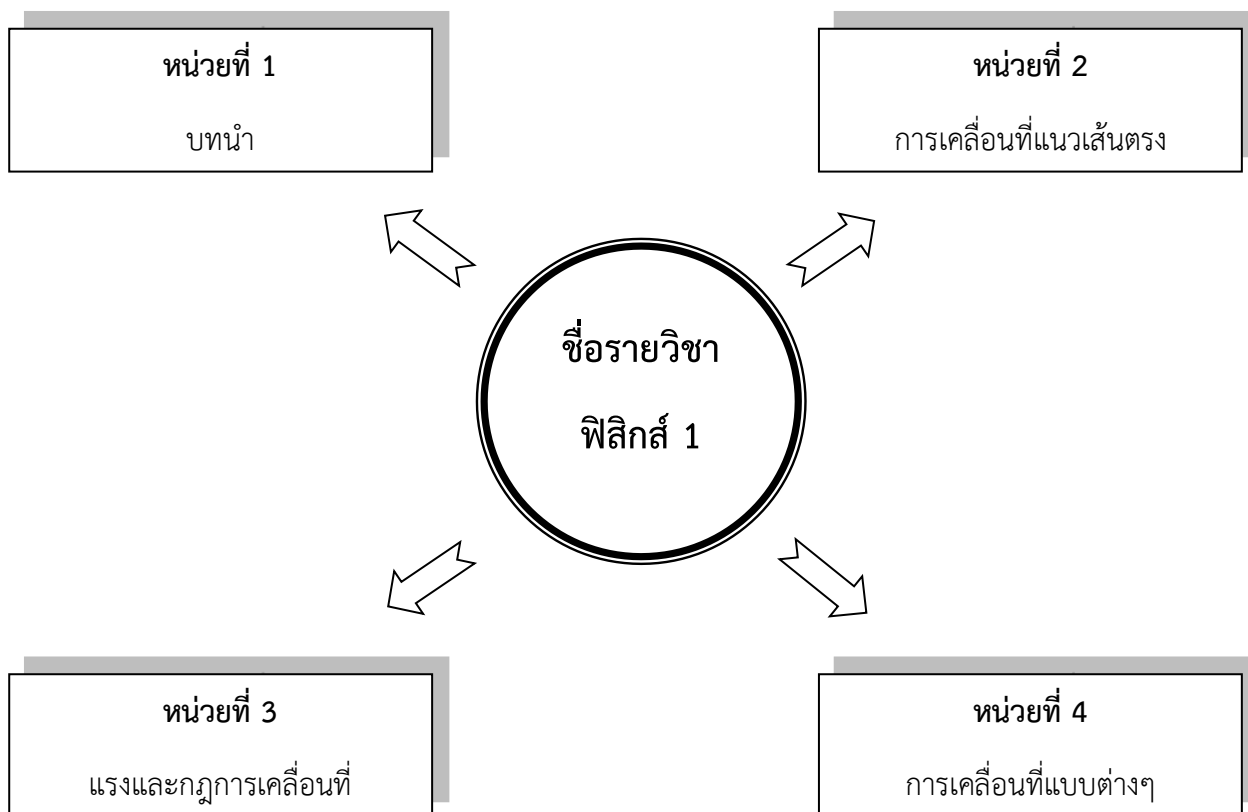 หน่วยที่ 1
บทนำ
หน่วยที่ 2
การเคลื่อนที่แนวเส้นตรง
ชื่อรายวิชา
ฟิสิกส์ 1
หน่วยที่ 3
แรงและกฎการเคลื่อนที่
หน่วยที่ 4
การเคลื่อนที่แบบต่างๆ